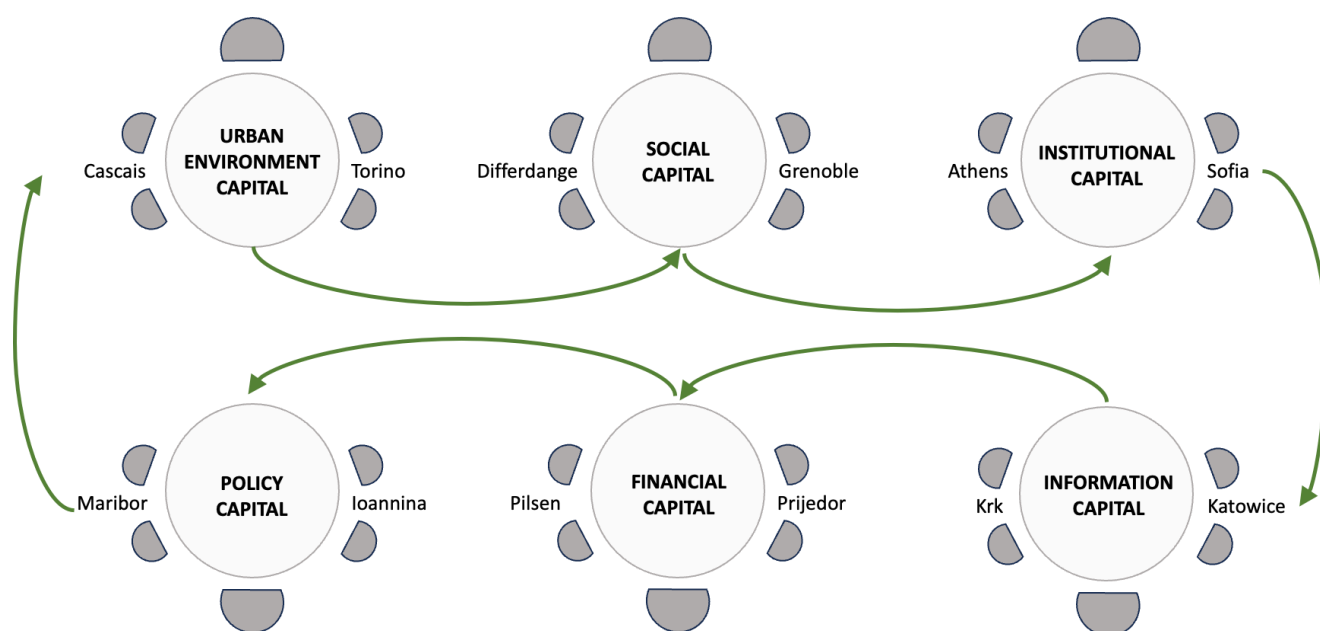 URBAN
ENVIRONMENT
CAPITAL
Cascais
Torino
SOCIAL
CAPITAL
Differdange
Grenoble
INSTITUTIONAL
CAPITAL
Athens
Sofia
POLICY
CAPITAL
Maribor
Ioannina
FINANCIAL
CAPITAL
Pilsen
Prijedor
INFORMATION
CAPITAL
Krk
Katowice